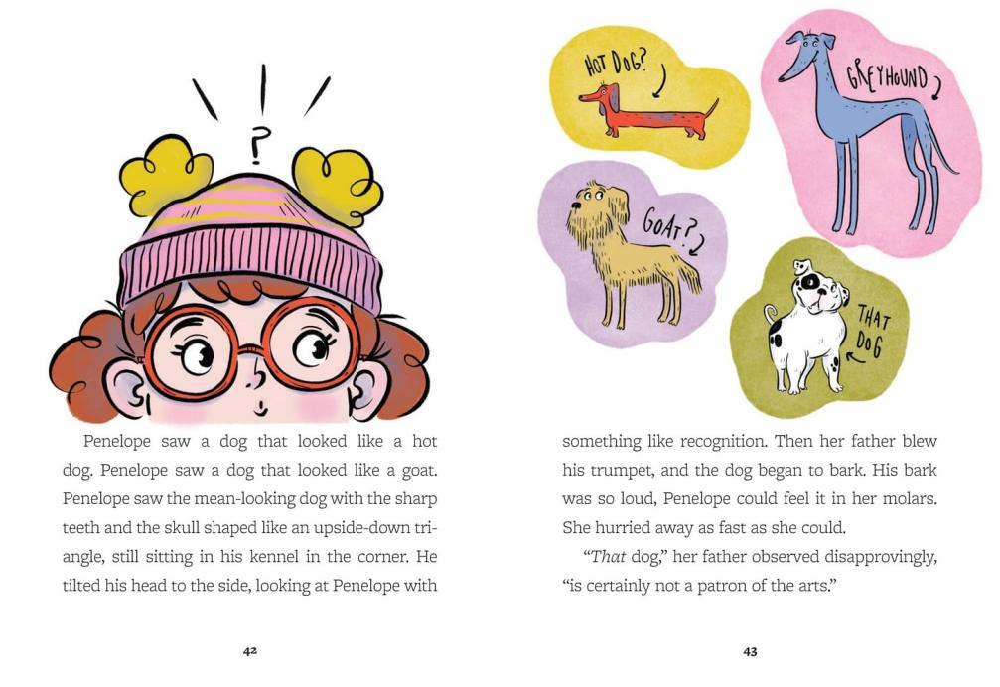 ?
Penelope saw a dog that looked like a hot
dog. Penelope saw a dog that looked like a goat.
Penelope saw the mean-looking dog with the sharp
teeth and the skull shaped like an upside-down tri-
angle, still sitting in his kennel in the corner. He
tilted his head to the side, looking at Penelope with
42
HOT DOG?
GREYHOUND
GOAT?
THAT
DOG
something like recognition. Then her father blew
his trumpet, and the dog began to bark. His bark
was so loud, Penelope could feel it in her molars.
She hurried away as fast as she could.
“That dog,” her father observed disapprovingly,
“is certainly not a patron of the arts.”
43